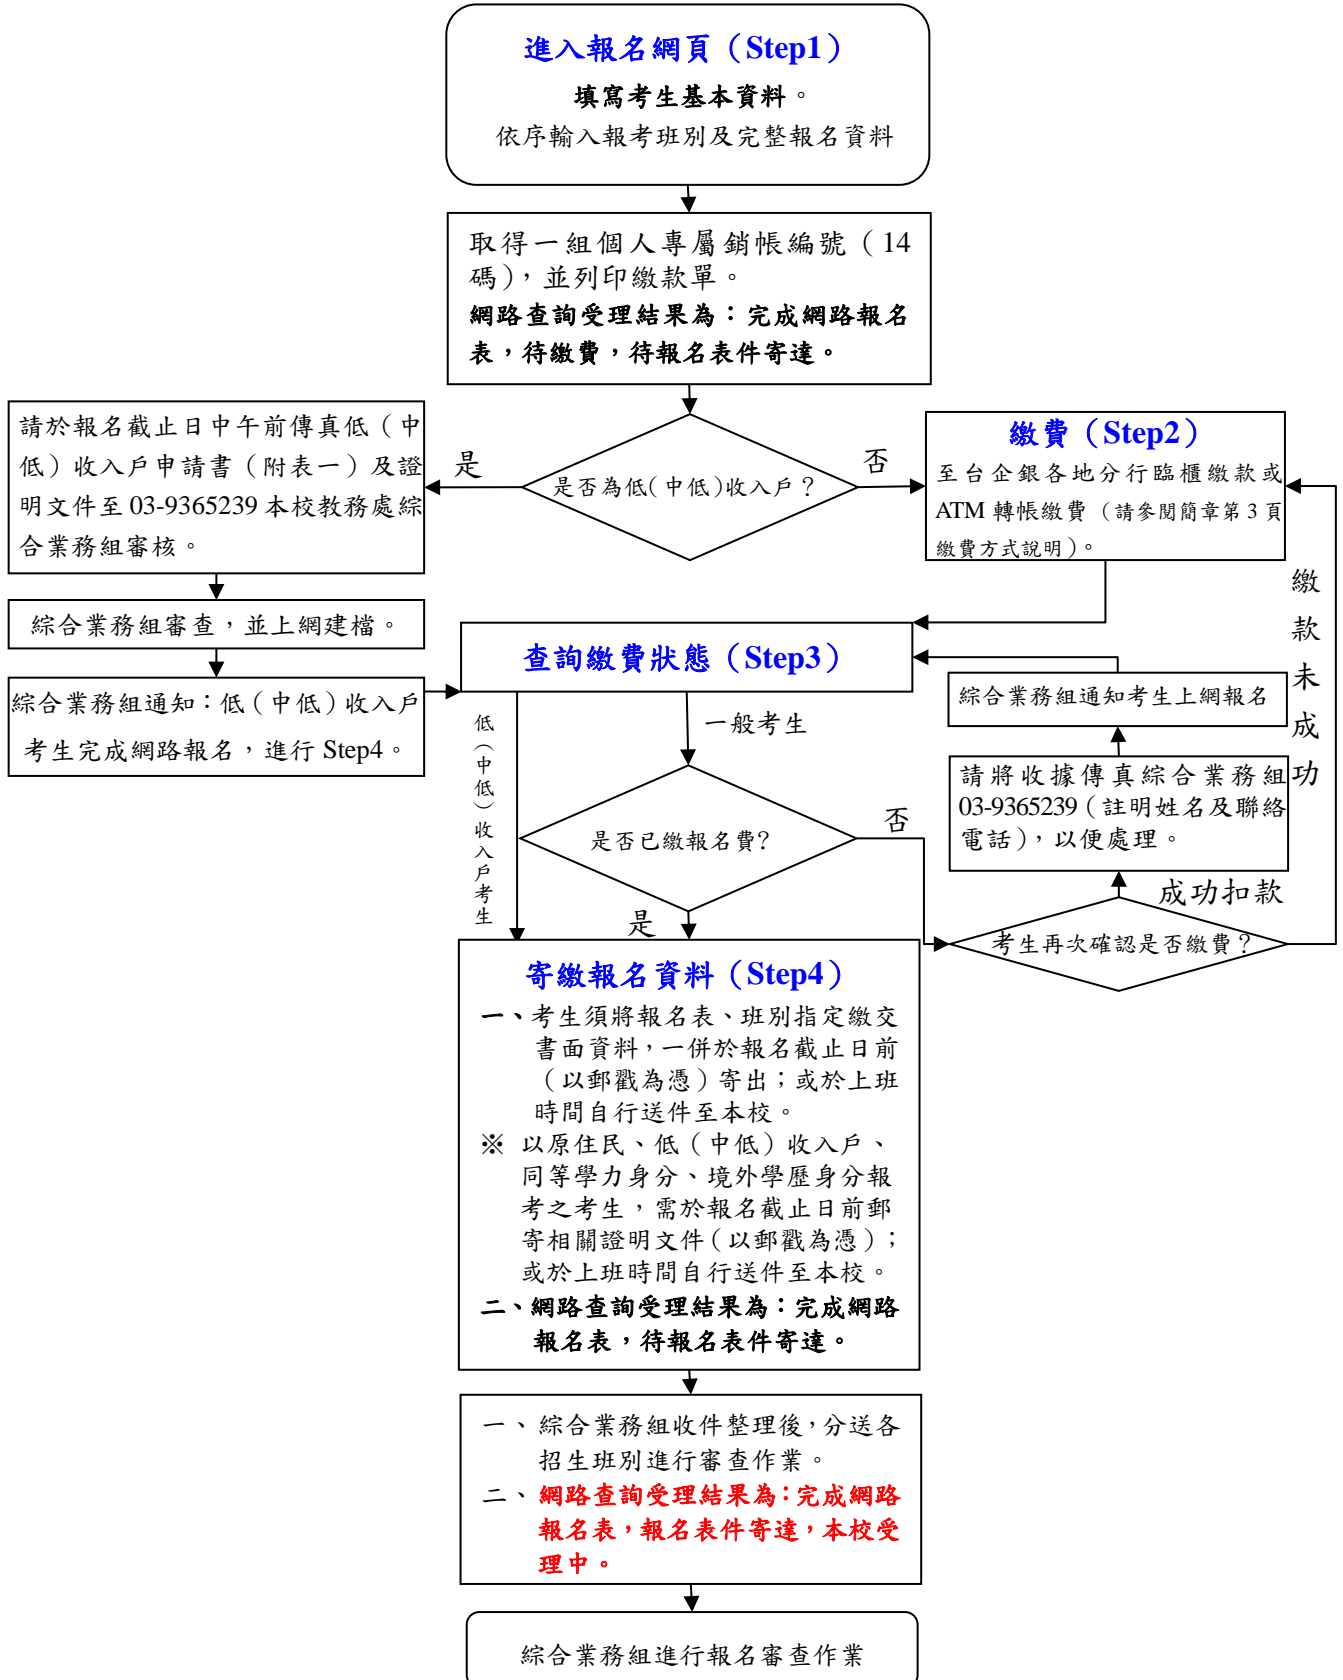 進入報名網頁（Step1）
填寫考生基本資料。
依序輸入報考班別及完整報名資料
取得一組個人專屬銷帳編號（14
碼），並列印繳款單。
網路查詢受理結果為：完成網路報名
表，待繳費，待報名表件寄達。
是否為低(中低)收入戶？
是
否
請於報名截止日中午前傳真低（中
低）收入戶申請書（附表一）及證
明文件至 03-9365239 本校教務處綜
合業務組審核。
綜合業務組審查，並上網建檔。
綜合業務組通知：低（中低）收入戶
考生完成網路報名，進行 Step4。
繳費（Step2）
至台企銀各地分行臨櫃繳款或
ATM 轉帳繳費（請參閱簡章第 3 頁
繳費方式說明）。
繳款未成功
查詢繳費狀態（Step3）
低（中低）收入戶考生
一般考生
綜合業務組通知考生上網報名
請將收據傳真綜合業務組
03-9365239（註明姓名及聯絡
電話），以便處理。
是否已繳報名費?
否
是
成功扣款
考生再次確認是否繳費？
寄繳報名資料（Step4）
一、考生須將報名表、班別指定繳交
書面資料，一併於報名截止日前
（以郵戳為憑）寄出；或於上班
時間自行送件至本校。
※ 以原住民、低（中低）收入戶、
同等學力身分、境外學歷身分報
考之考生，需於報名截止日前郵
寄相關證明文件（以郵戳為憑）；
或於上班時間自行送件至本校。
二、網路查詢受理結果為：完成網路
報名表，待報名表件寄達。
一、 綜合業務組收件整理後，分送各
招生班別進行審查作業。
二、 網路查詢受理結果為：完成網路
報名表，報名表件寄達，本校受
理中。
綜合業務組進行報名審查作業